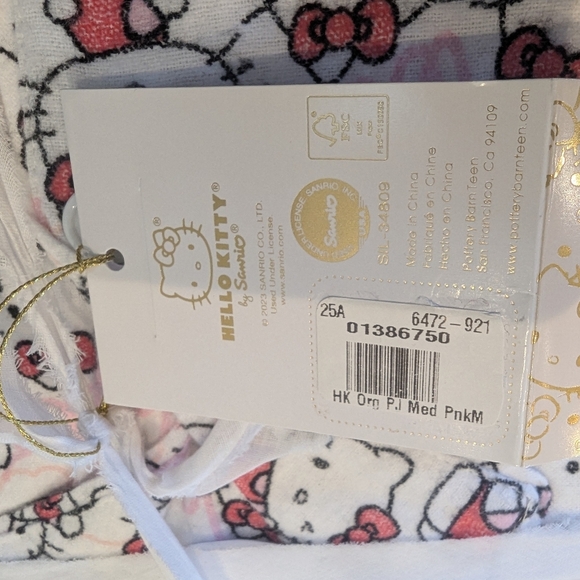 HELLO KITTY®
by Sanrio®
© 2023 SANRIO CO., LTD.
Used Under License
www.sanrio.com
FSC
SANRIO, INC.
UNDER LICENSE
Sanrio
USA
SL-34809
Made in China
Fabriqué en Chine
Hecho en China
Pottery Barn Teen
San Francisco, Ca 94109
www.potterybarnteen.com
25A 6472-921
01386750
HK Org PJ Med PnkM